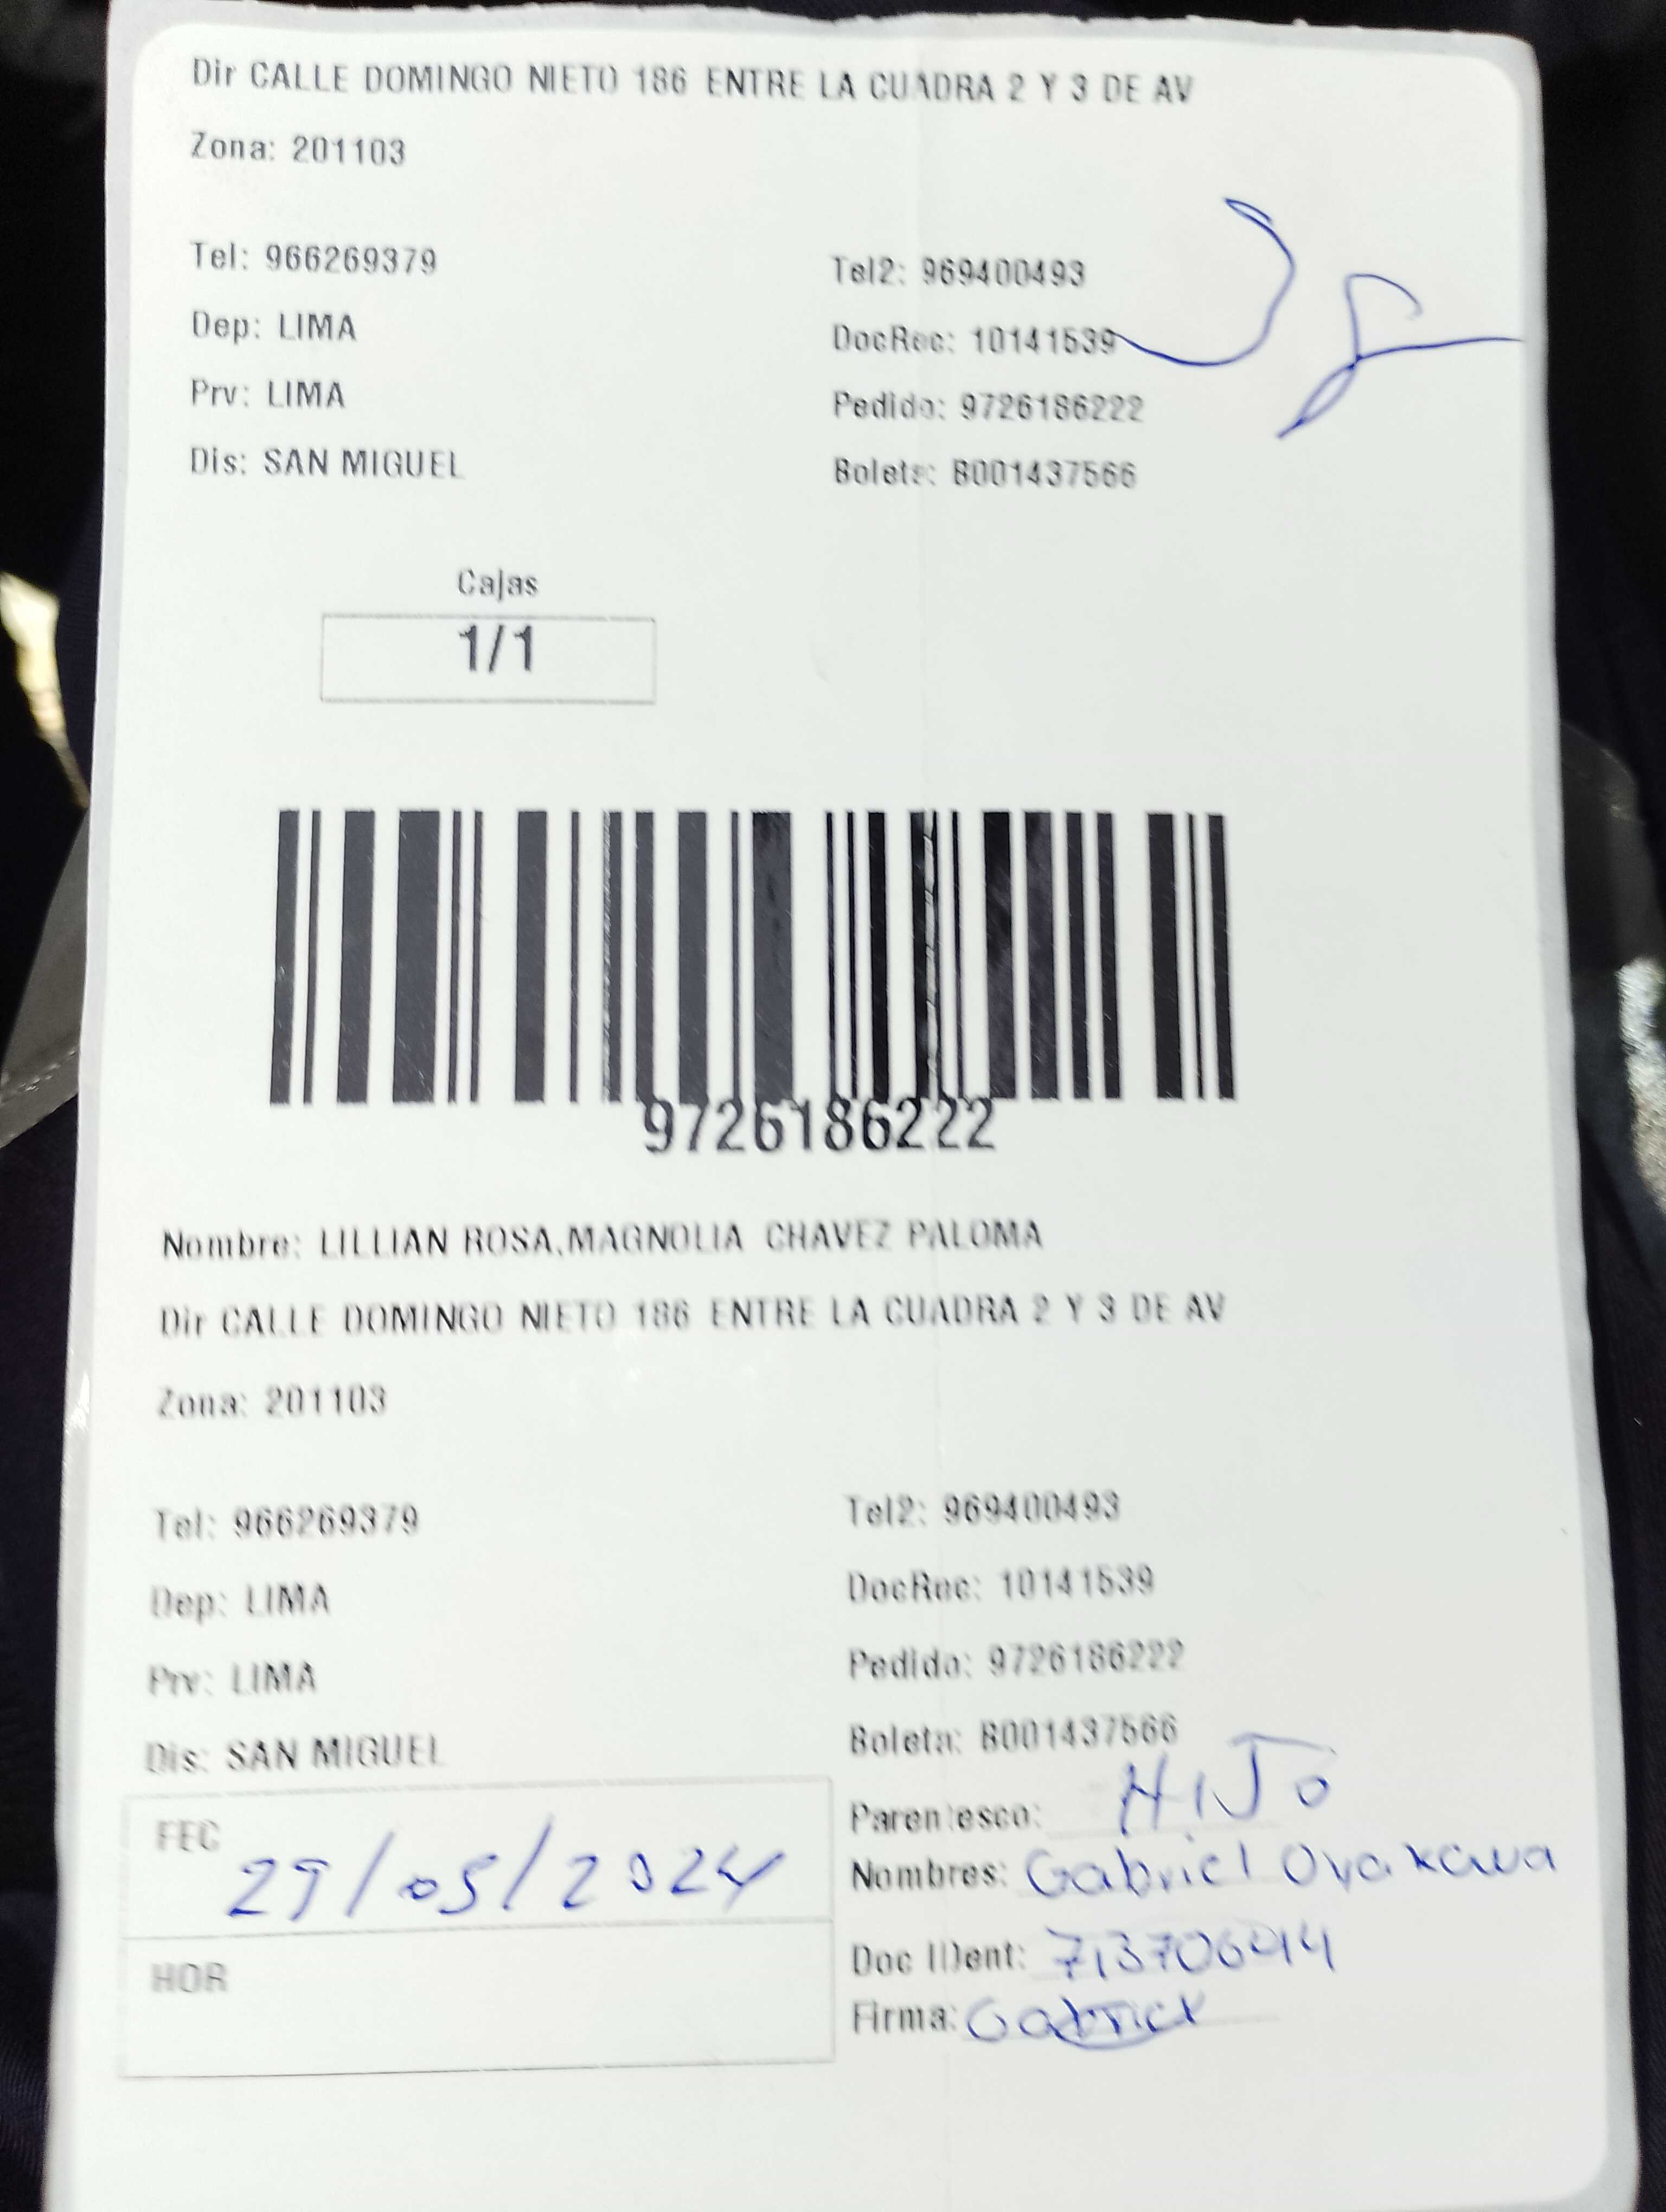 Dir CALLE DOMINGO NIETO 186 ENTRE LA CUADRA 2 Y 3 DE AV
Zona: 201103
Tel: 966269379
Tel2: 969400493
Dep: LIMA
DocRec: 10141539
Prv: LIMA
Pedido: 9726186222
Dis: SAN MIGUEL
Boleta: B001437566
Cajas
1/1
9726186222
Nombre: LILLIAN ROSA,MAGNOLIA CHAVEZ PALOMA
Dir CALLE DOMINGO NIETO 186 ENTRE LA CUADRA 2 Y 3 DE AV
Zona: 201103
Tel: 966269379
Tel2: 969400493
Dep: LIMA
DocRec: 10141539
Prv: LIMA
Pedido: 9726186222
Dis: SAN MIGUEL
Boleta: B001437566
FEC 29/05/2024
HOR
Parentesco: HIJO
Nombres: Gabriel Oyakawa
Doc IDent:
Firma: Gabriel